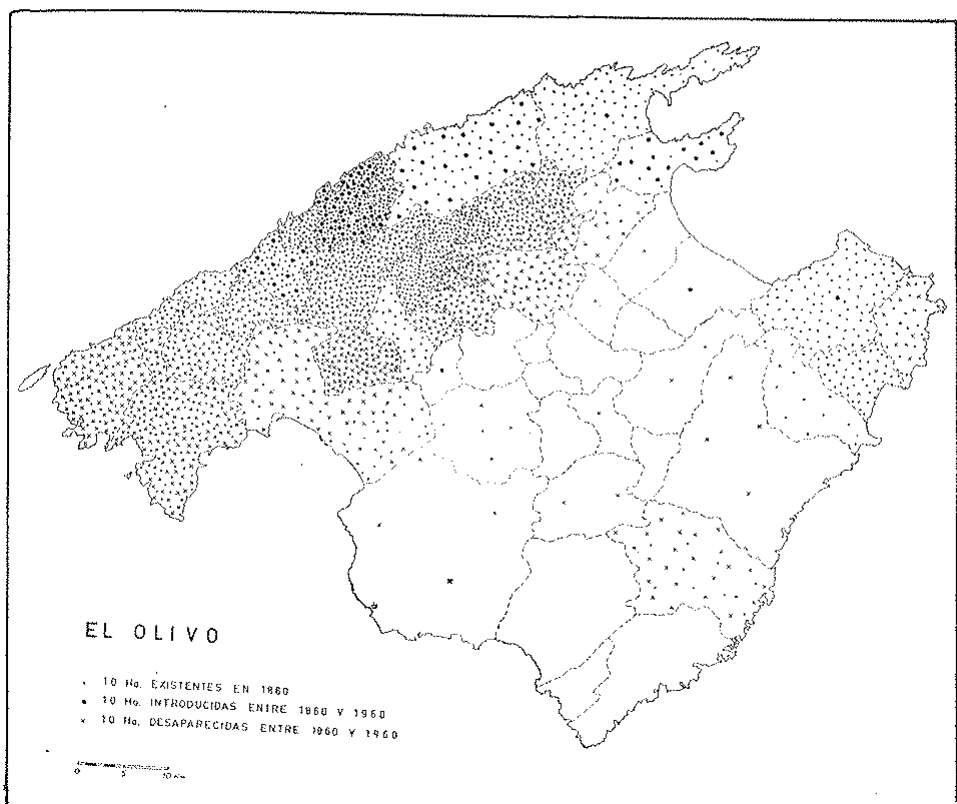 EL OLIVO
10 Ha. EXISTENTES EN 1860
10 Ha. INTRODUCIDAS ENTRE 1860 Y 1960
10 Ha. DESAPARECIDAS ENTRE 1860 Y 1960
0 5 10 Km